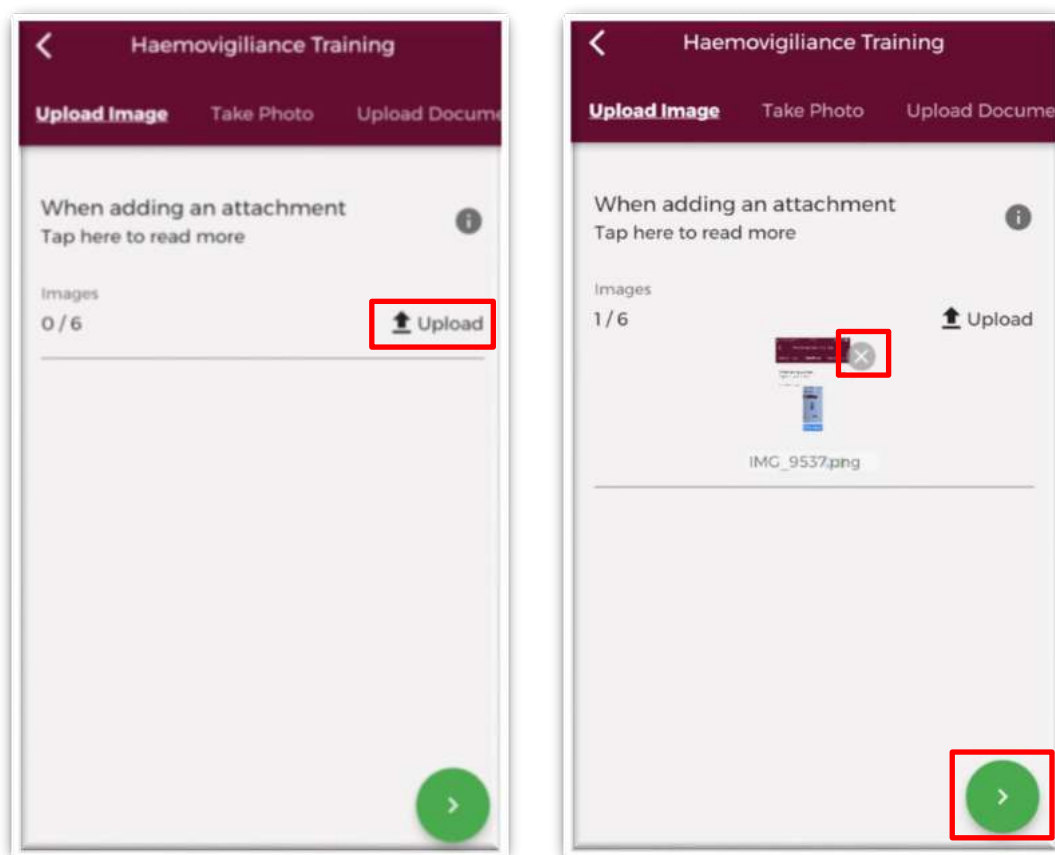 Haemovigiliance Training
Upload Image Take Photo Upload Docume
When adding an attachment
Tap here to read more
Images
0 / 6 Upload
Haemovigiliance Training
Upload Image Take Photo Upload Docume
When adding an attachment
Tap here to read more
Images
1 / 6 Upload
IMG_9537.png